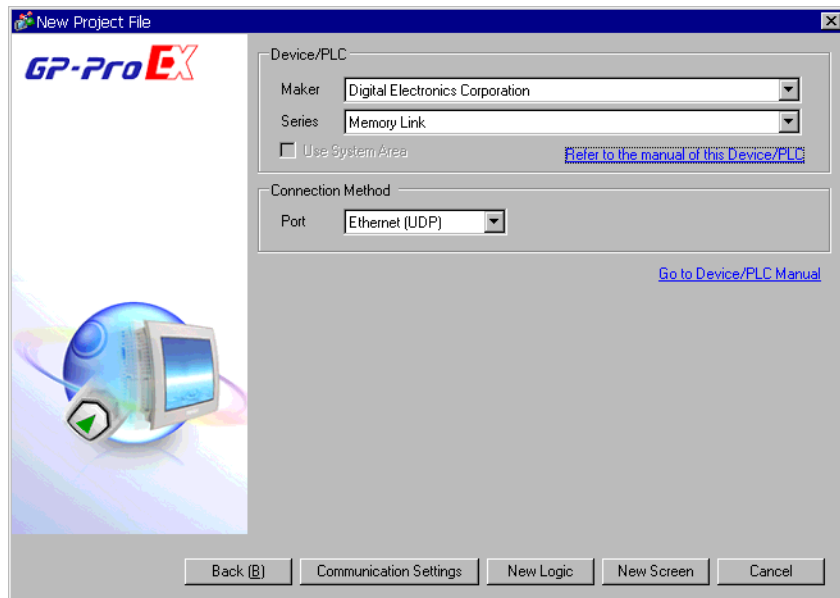 New Project File
GP-Pro EX
Device/PLC
Maker Digital Electronics Corporation
Series Memory Link
Use System Area Refer to the manual of this Device/PLC
Connection Method
Port Ethernet (UDP)
Go to Device/PLC Manual
Back (B) Communication Settings New Logic New Screen Cancel